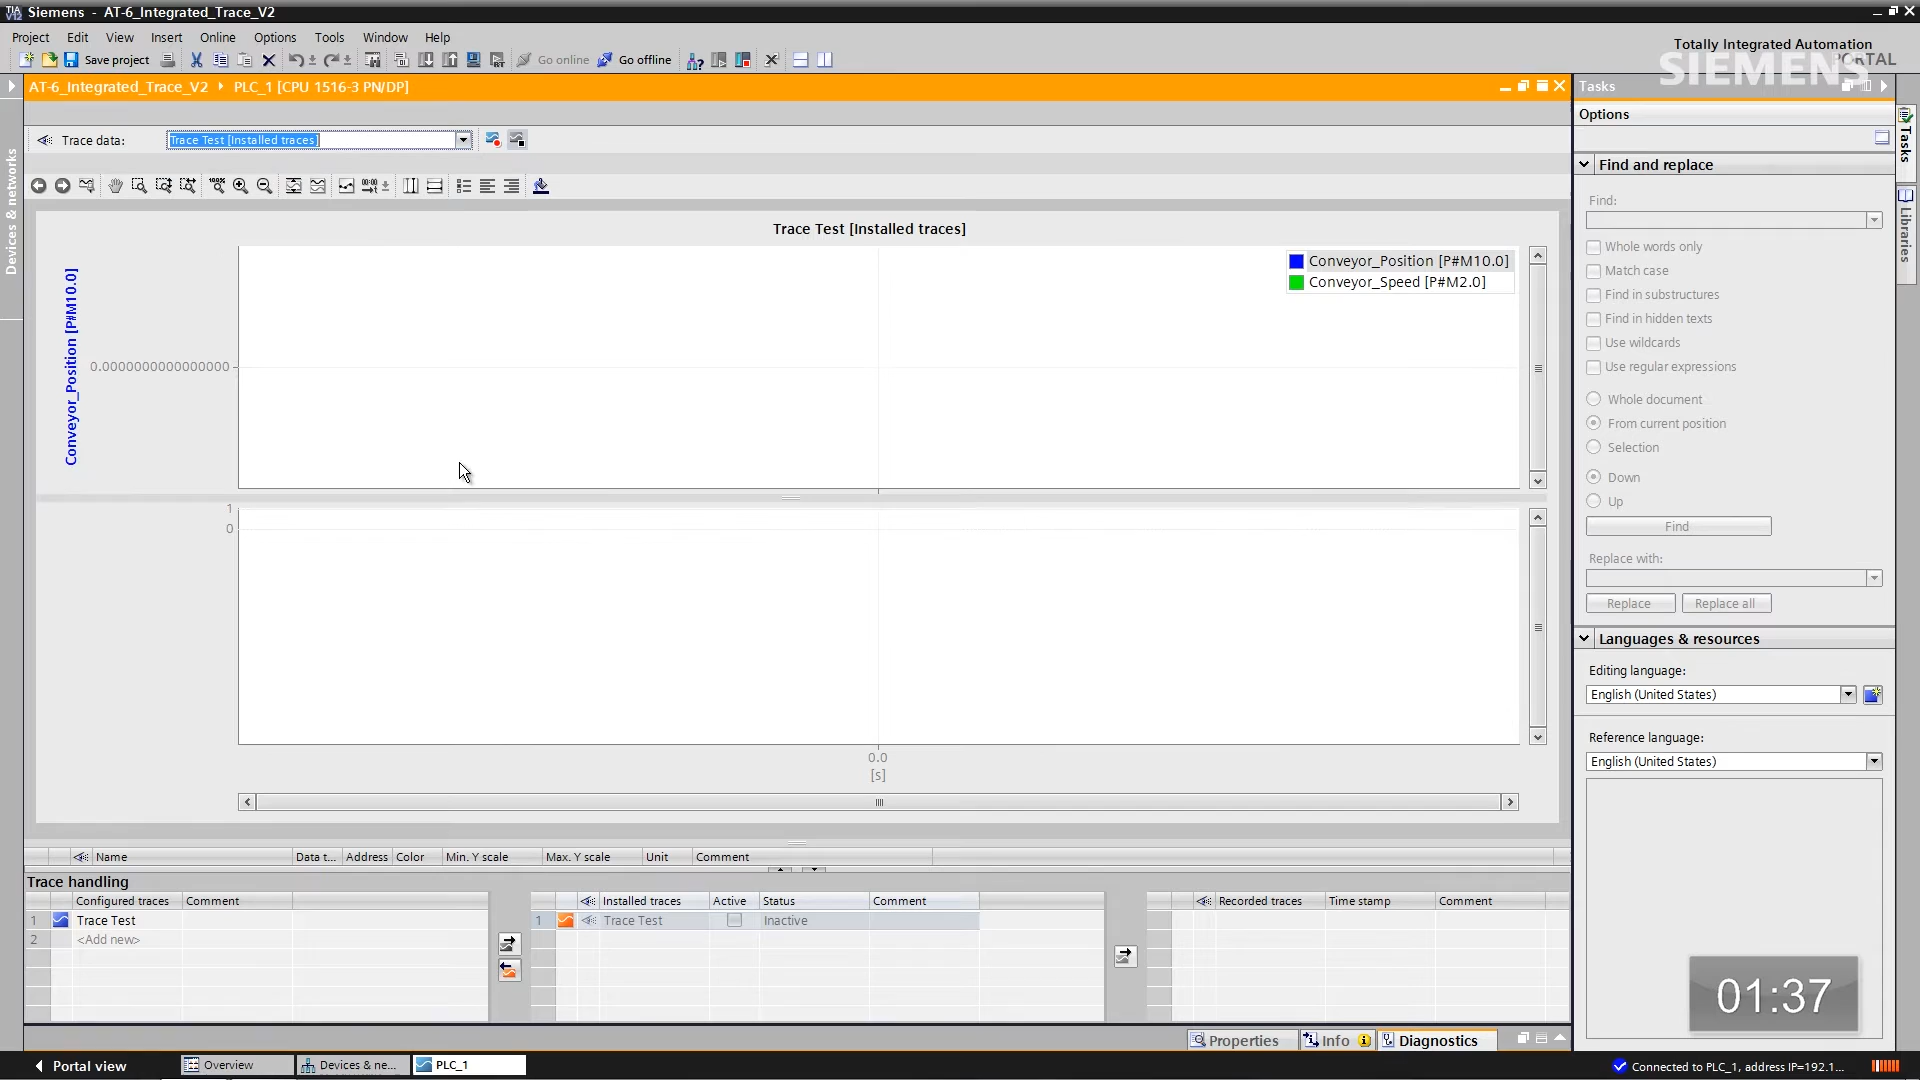 Siemens - AT-6_Integrated_Trace_V2
Project Edit View Insert Online Options Tools Window Help
Totally Integrated Automation
PORTAL
SIEMENS
Save project Go online Go offline
AT-6_Integrated_Trace_V2 PLC_1 [CPU 1516-3 PN/DP]
Tasks
Options
Trace data: Trace Test [Installed traces]
Find and replace
Find:
Whole words only
Match case
Find in substructures
Find in hidden texts
Use wildcards
Use regular expressions
Whole document
From current position
Selection
Down
Up
Find
Replace with:
Replace Replace all
Languages & resources
Editing language:
English (United States)
Reference language:
English (United States)
Devices & networks
Tasks
Libraries
Trace Test [Installed traces]
Conveyor_Position [P#M10.0]
Conveyor_Speed [P#M2.0]
Conveyor_Position [P#M10.0]
0.0000000000000000
1
0
0.0
[s]
Name Data t... Address Color Min. Y scale Max. Y scale Unit Comment
Trace handling
Configured traces Comment
1 Trace Test
2 <Add new>
Installed traces Active Status Comment
1 Trace Test Inactive
Recorded traces Time stamp Comment
01:37
Properties Info Diagnostics
Portal view Overview Devices & ne... PLC_1
Connected to PLC_1, address IP=192.1...